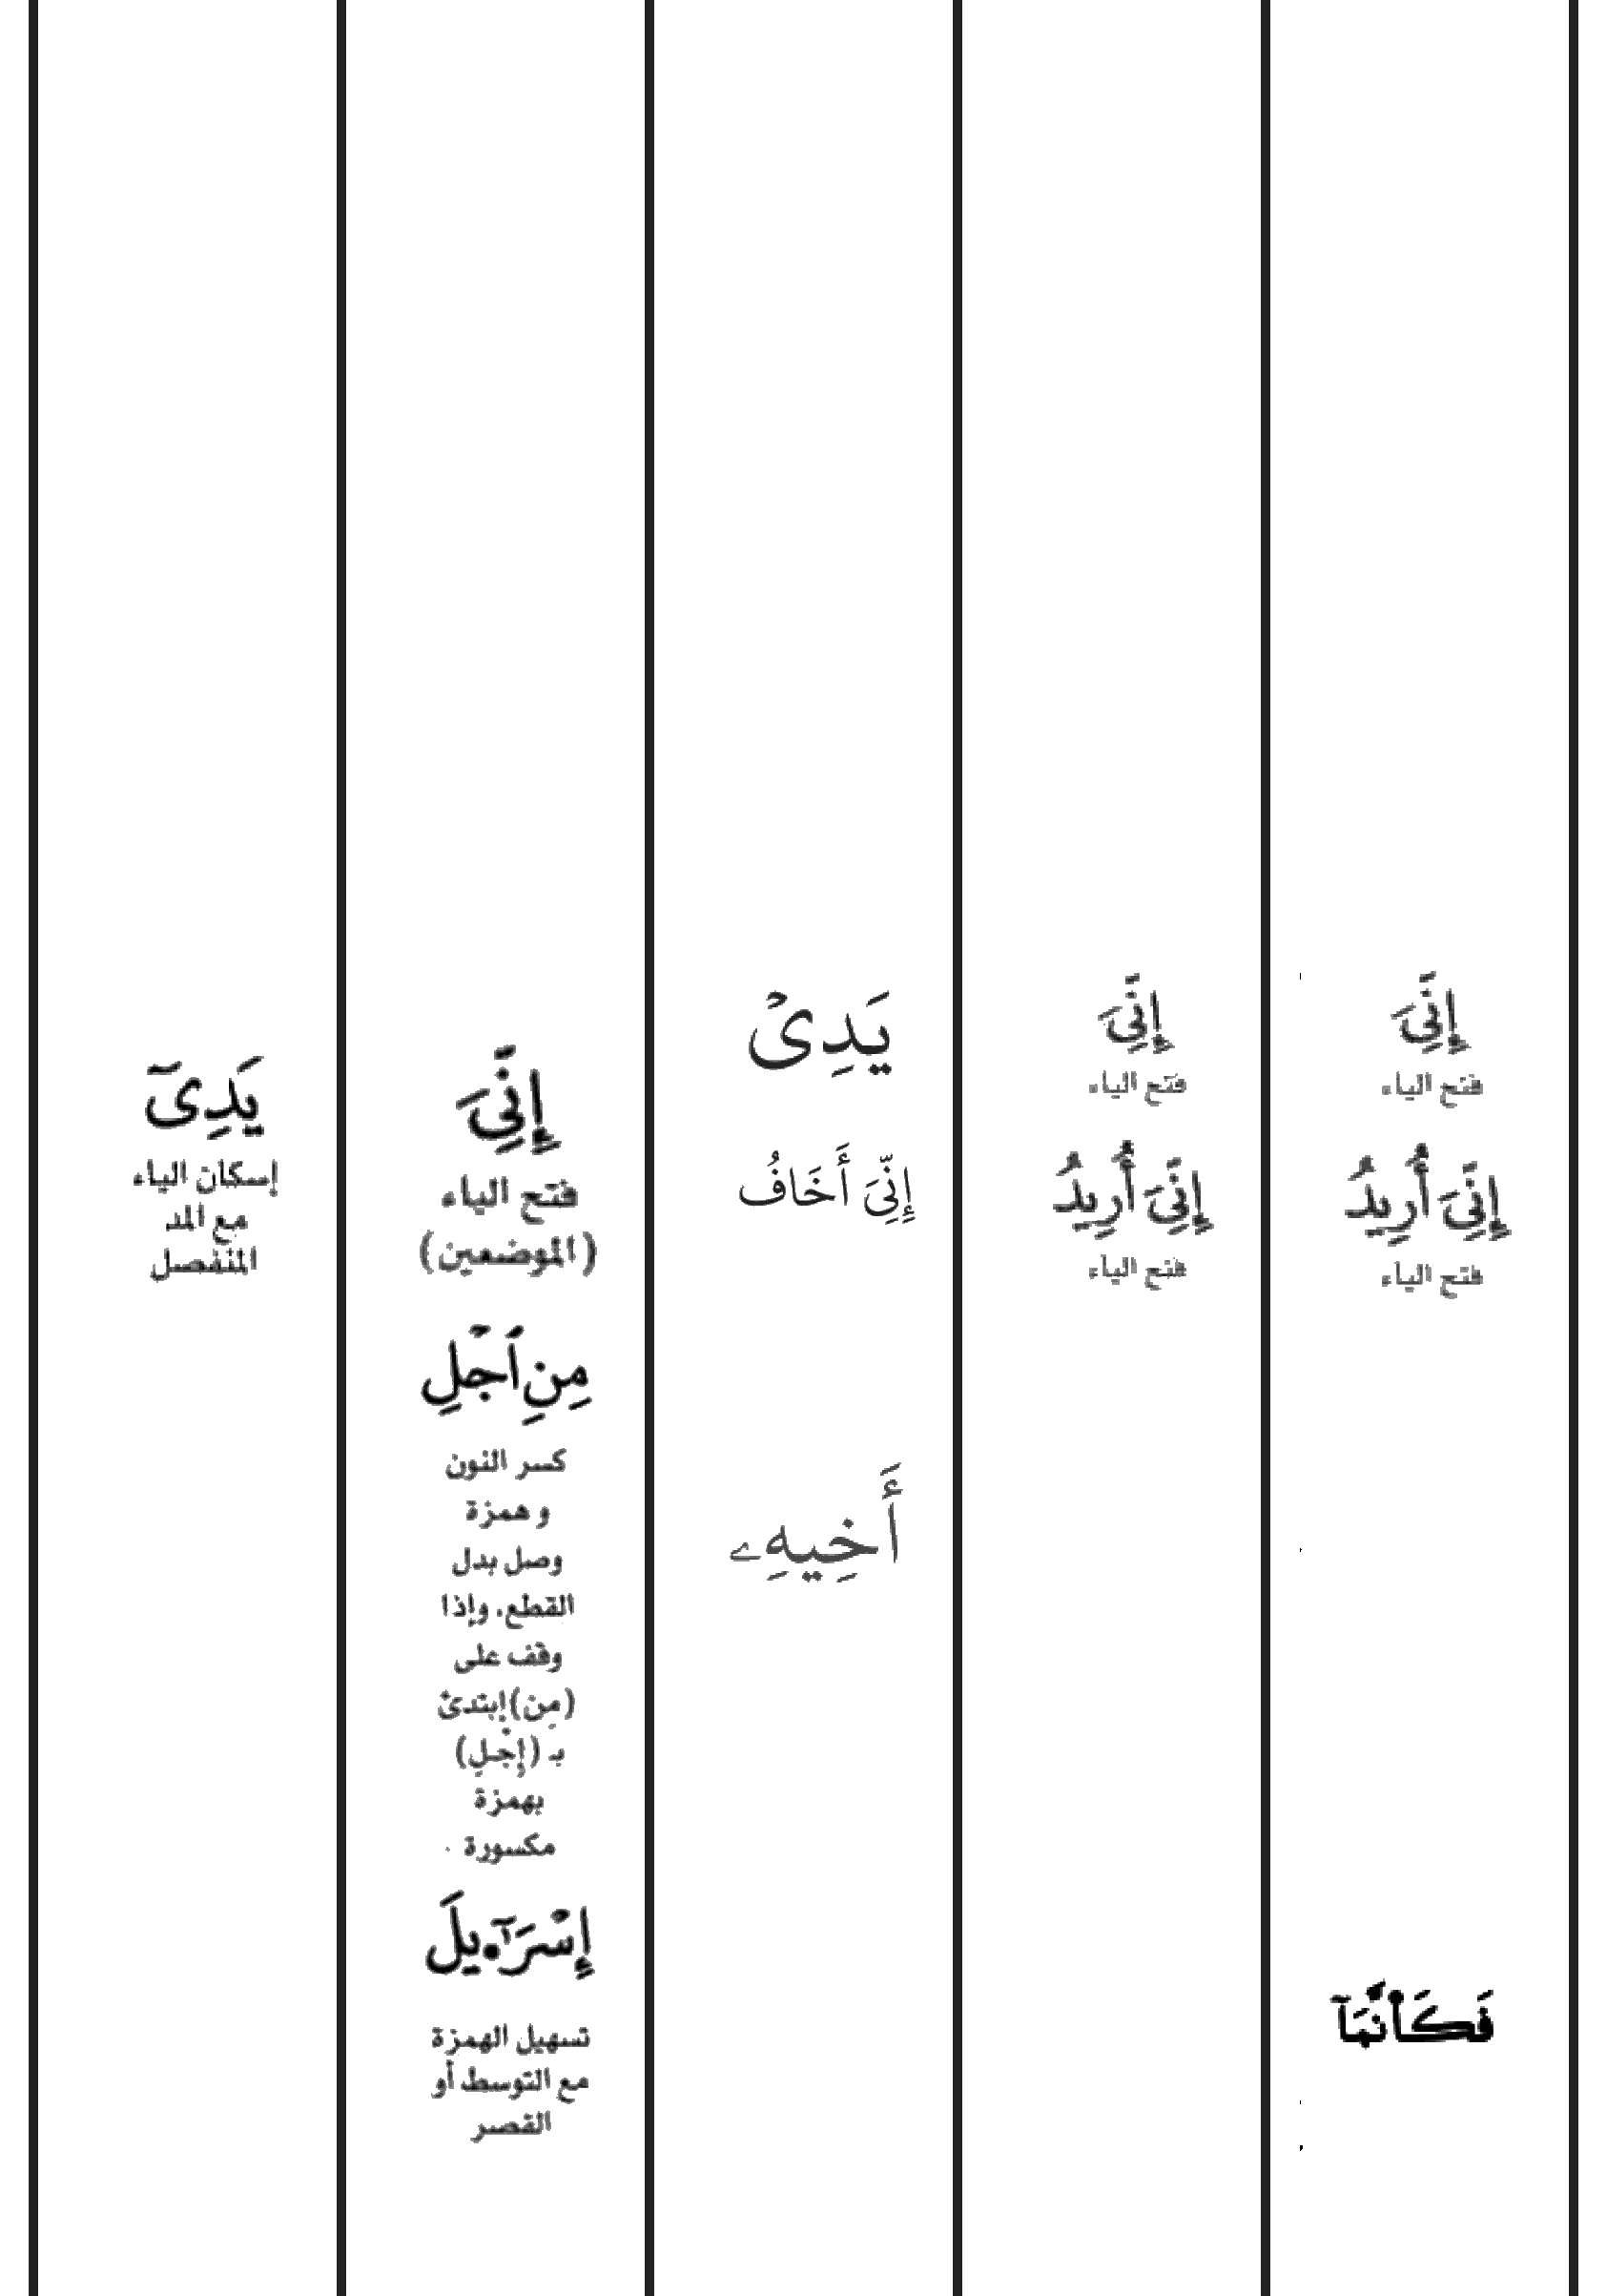 إِنِّىَ
فتح الياء
إِنِّىَ أُرِيدُ
فتح الياء
فَكَأنَّمَآ
إِنِّىَ
فتح الياء
إِنِّىَ أُرِيدُ
فتح الياء
يَدِىْ
إِنِّىَ أَخَافُ
أَخِيهِۦ
إِنِّىَ
فتح الياء
(الموضعين)
مِنِ اَجْلِ
كسر النون
و همزة
وصل بدل
القطع، وإذا
وقف على
(مِن) إبتدئ
بـ (إِجْلِ)
بهمزة
مكسورة .
إِسْرَٰٓ•يلَ
تسهيل الهمزة
مع التوسط أو
القصر
يَدِىٓ
إسكان الياء
مع المد
المنفصل